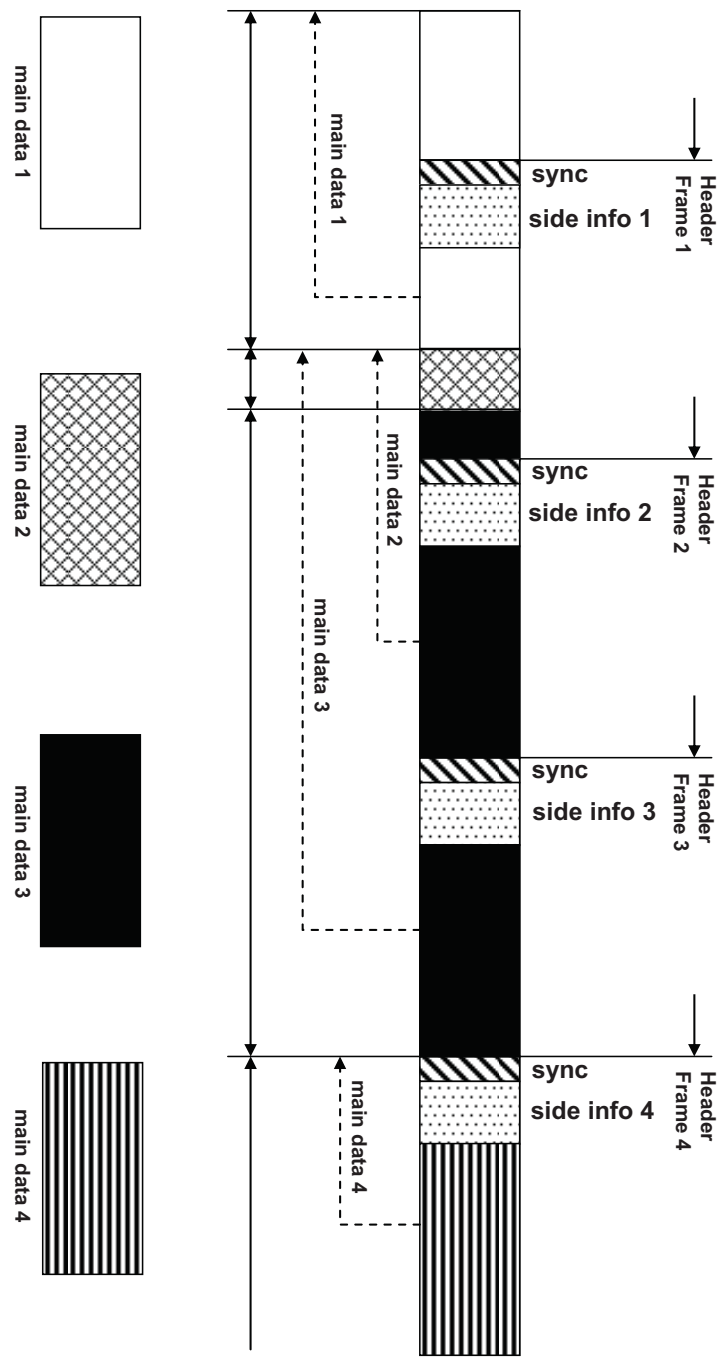 Header
Frame 1
sync
side info 1
main data 1
main data 1
Header
Frame 2
sync
side info 2
main data 2
main data 2
main data 3
Header
Frame 3
sync
side info 3
main data 3
Header
Frame 4
sync
side info 4
main data 4
main data 4